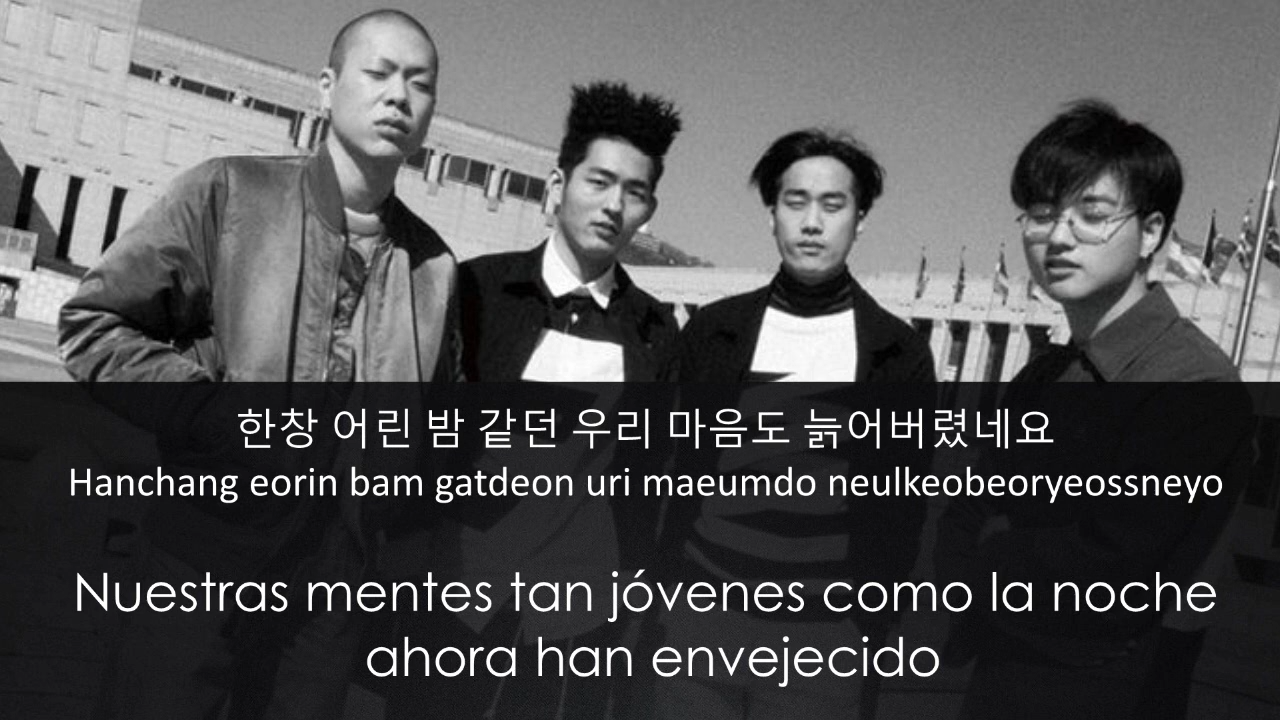 한창 어린 밤 같던 우리 마음도 늙어버렸네요
Hanchang eorin bam gatdeon uri maeumdo neulkeobeoryeossneyo
Nuestras mentes tan jóvenes como la noche
ahora han envejecido